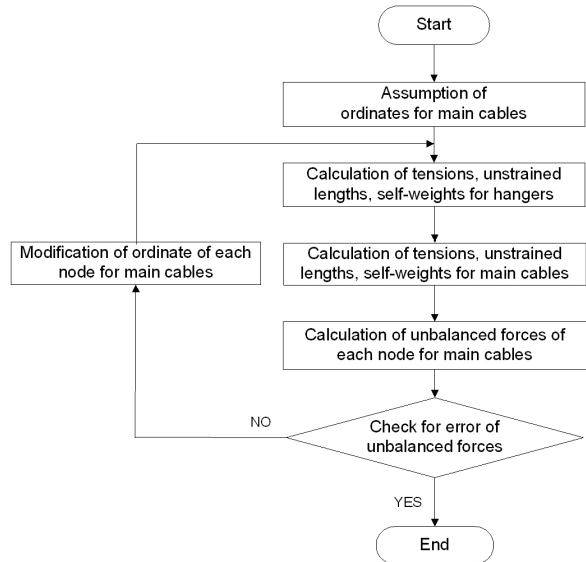 Start
Assumption of
ordinates for main cables
Calculation of tensions, unstrained
lengths, self-weights for hangers
Modification of ordinate of each
node for main cables
Calculation of tensions, unstrained
lengths, self-weights for main cables
Calculation of unbalanced forces of
each node for main cables
NO
Check for error of
unbalanced forces
YES
End